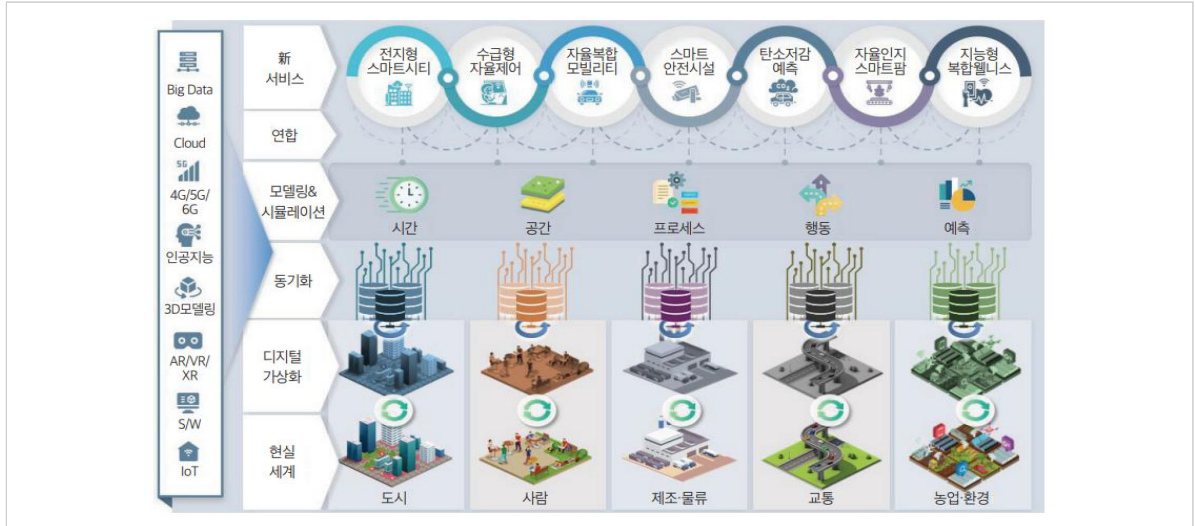 Big Data
Cloud
5G
4G/5G/
6G
인공지능
3D모델링
AR/VR/
XR
S/W
IoT
新
서비스
전지형
스마트시티
수급형
자율제어
자율복합
모빌리티
스마트
안전시설
탄소저감
예측
CO₂
자율인지
스마트팜
지능형
복합웰니스
연합
모델링&
시뮬레이션
시간
공간
프로세스
행동
예측
동기화
디지털
가상화
현실
세계
도시
사람
제조·물류
교통
농업·환경